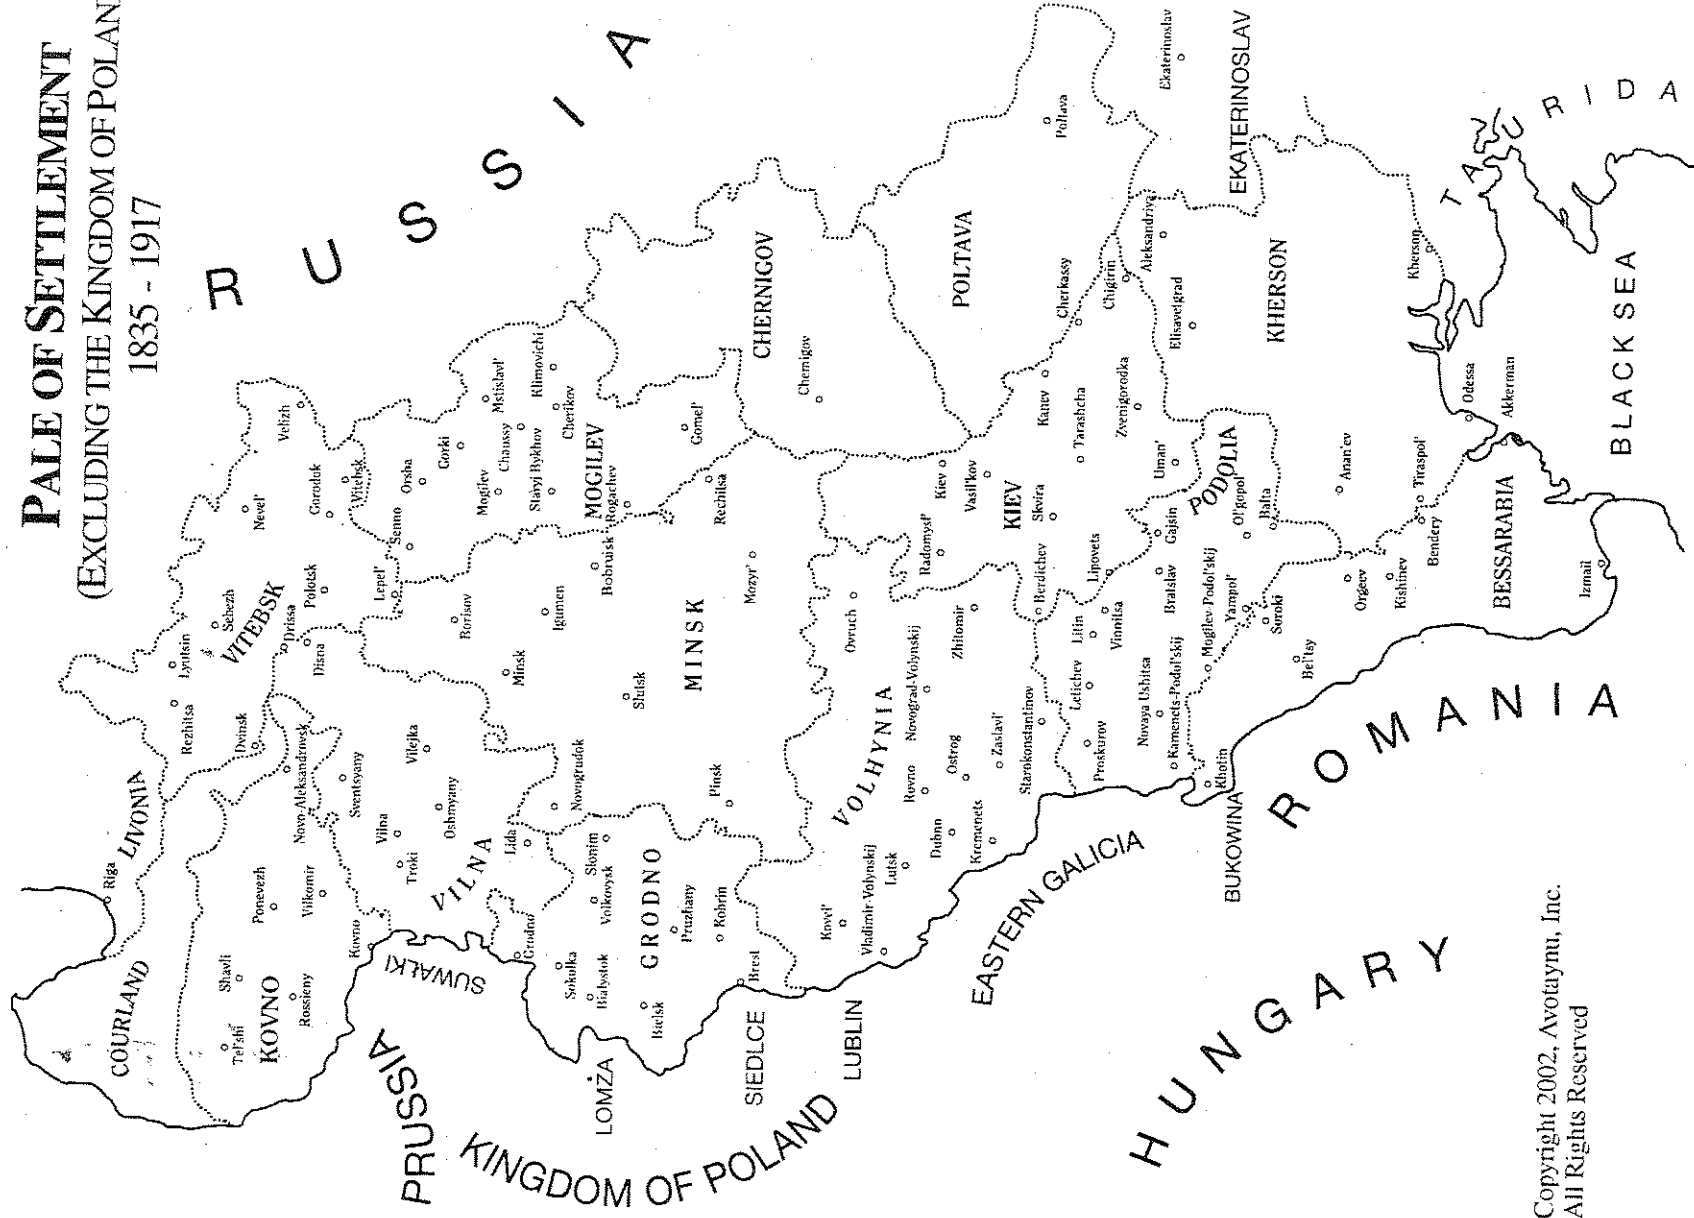 PALE OF SETTLEMENT
(EXCLUDING THE KINGDOM OF POLAN
1835 - 1917
R U S S I A
LIVONIA
Riga
COURLAND
Tel'shi
Shavli
KOVNO
Rossieny
Ponevezh
Vilkomir
Kovno
Novo-Aleksandrovsk
Dvinsk
Rezhitsa
Lyutsin
Sebezh
VITEBSK
Drissa
Disna
Polotsk
Nevel'
Gorodok
Velizh
Vitebsk
Lepel'
Senno
Orsha
Gorki
Mogilev
Chaussy
Mstislavl'
Klimovichi
Cherikov
Staryj Bykhov
MOGILEV
Rogachev
Gomel'
Sventsyany
Vilejka
Vilna
Troki
Oshmyany
VILNA
Lida
SUWAŁKI
PRUSSIA
Borisov
Igumen
Minsk
Bobruisk
Slutsk
MINSK
Mozyr'
Rechitsa
Novogrudok
Pinsk
Grodno
Sokolka
Bialystok
Bielsk
Volkovysk
Slonim
GRODNO
Pruzhany
Kobrin
Brest
LOMŻA
SIEDLCE
LUBLIN
KINGDOM OF POLAND
CHERNIGOV
Chernigov
POLTAVA
Poltava
VOLHYNIA
Kovel'
Vladimir-Volynskij
Lutsk
Rovno
Dubno
Kremenets
Ostrog
Zaslavl'
Novograd-Volynskij
Zhitomir
Ovruch
Starokonstantinov
KIEV
Kiev
Radomysl'
Vasil'kov
Skvira
Berdichev
Lipovets
Kanev
Tarashcha
Zvenigorodka
Uman'
Cherkassy
Chigirin
PODOLIA
Proskurov
Letichev
Litin
Vinnitsa
Novaya Ushitsa
Kamenets-Podol'skij
Mogilev-Podol'skij
Bratslav
Gajsin
Yampol'
Ol'gopol'
Balta
KHERSON
Aleksandriya
Elisavetgrad
Anan'ev
Tiraspol'
Odessa
Kherson
Ekaterinoslav
EKATERINOSLAV
T A U R I D A
BLACK SEA
BESSARABIA
Khotin
Soroki
Bel'tsy
Orgeev
Kishinev
Bendery
Akkerman
Izmail
EASTERN GALICIA
BUKOWINA
R O M A N I A
H U N G A R Y
Copyright 2002, Avotaynu, Inc.
All Rights Reserved